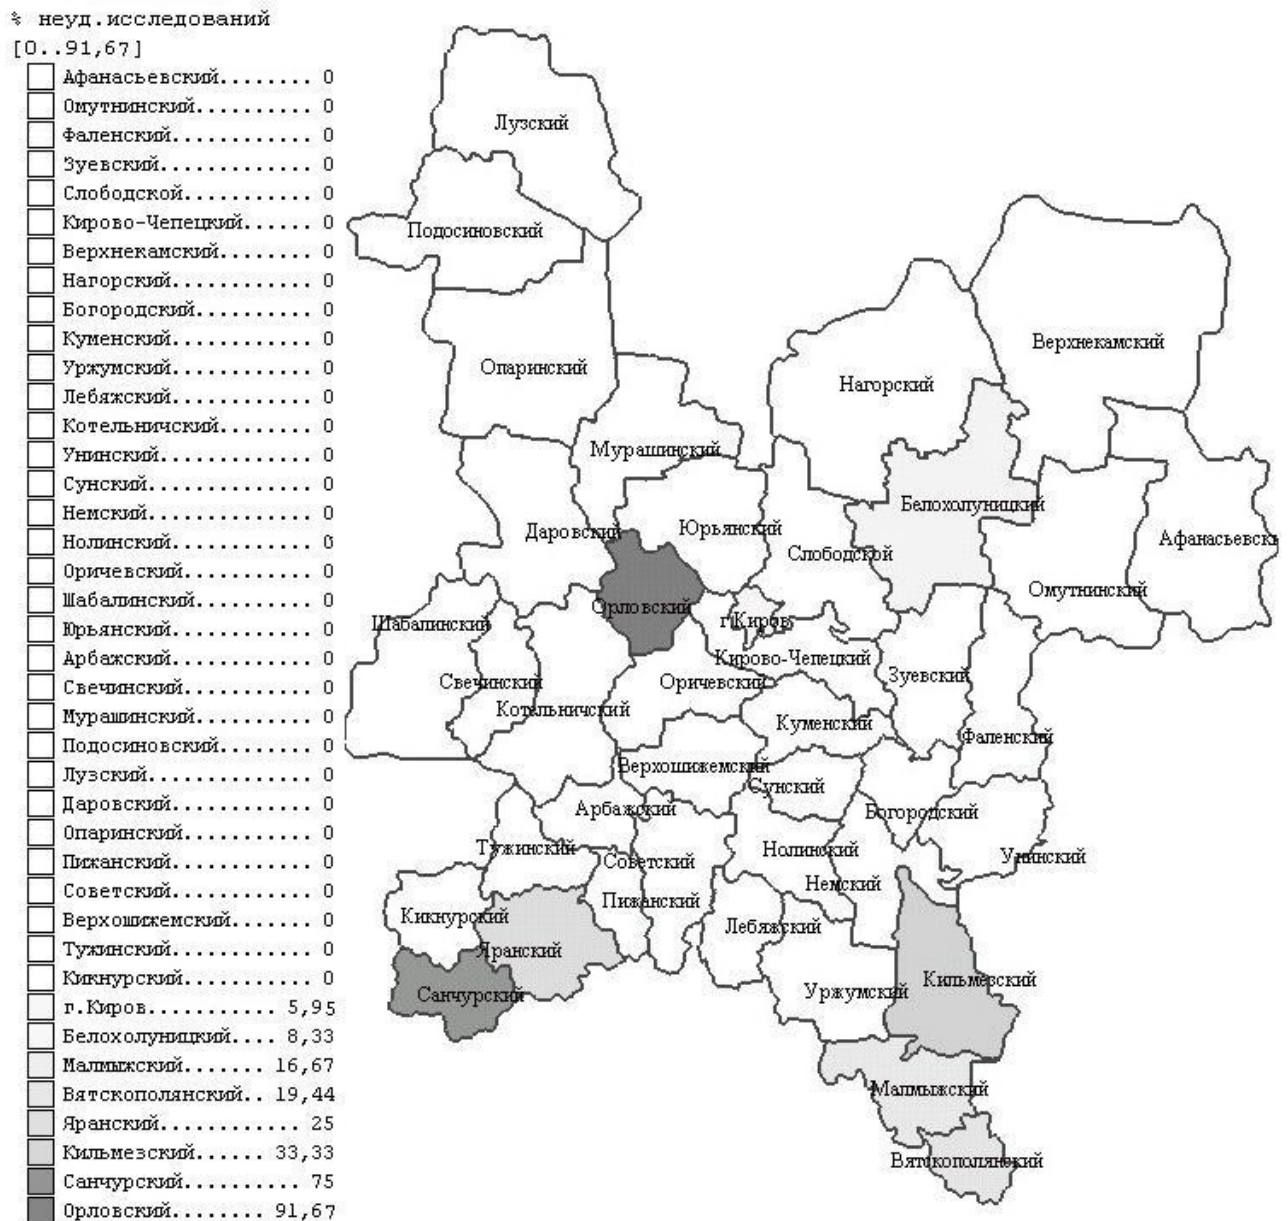 % неуд.исследований
[0..91,67]
Афанасьевский........ 0
Омутнинский.......... 0
Фаленский............ 0
Зуевский............. 0
Слободской........... 0
Кирово-Чепецкий...... 0
Верхнекамский........ 0
Нагорский............ 0
Богородский.......... 0
Куменский............ 0
Уржумский............ 0
Лебяжский............ 0
Котельничский........ 0
Унинский............. 0
Сунский.............. 0
Немский.............. 0
Нолинский............ 0
Оричевский........... 0
Шабалинский.......... 0
Юрьянский............ 0
Арбажский............ 0
Свечинский........... 0
Мурашинский.......... 0
Подосиновский........ 0
Лузский.............. 0
Даровский............ 0
Опаринский........... 0
Пижанский............ 0
Советский............ 0
Верхошижемский....... 0
Тужинский............ 0
Кикнурский........... 0
г.Киров........... 5,95
Белохолуницкий.... 8,33
Малмыжский....... 16,67
Вятскополянский.. 19,44
Яранский............ 25
Кильмезский...... 33,33
Санчурский.......... 75
Орловский........ 91,67
Лузский
Подосиновский
Опаринский
Верхнекамский
Нагорский
Мурашинский
Белохолуницкий
Даровский
Юрьянский
Слободской
Афанасьевск
Омутнинский
Орловский
г.Киров
Шабалинский
Кирово-Чепецкий
Свечинский
Оричевский
Зуевский
Котельничский
Куменский
Фаленский
Верхошижемский
Сунский
Арбажский
Богородский
Тужинский
Советский
Нолинский
Унинский
Немский
Пижанский
Кикнурский
Лебяжский
Яранский
Кильмезский
Санчурский
Уржумский
Малмыжский
Вятскополянский